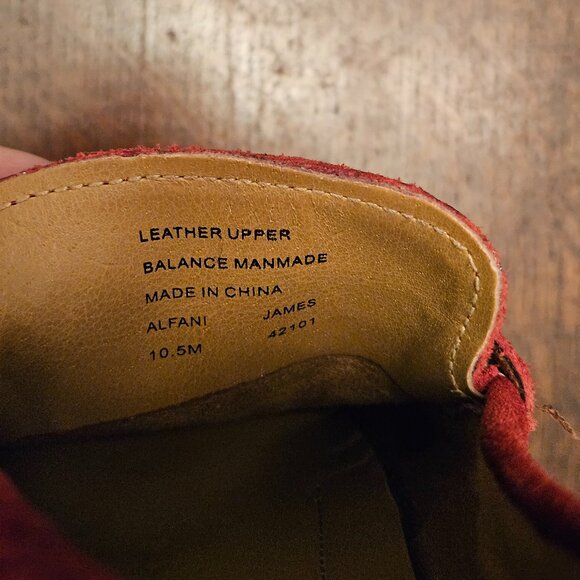 LEATHER UPPER
BALANCE MANMADE
MADE IN CHINA
ALFANI JAMES
10.5M 42101